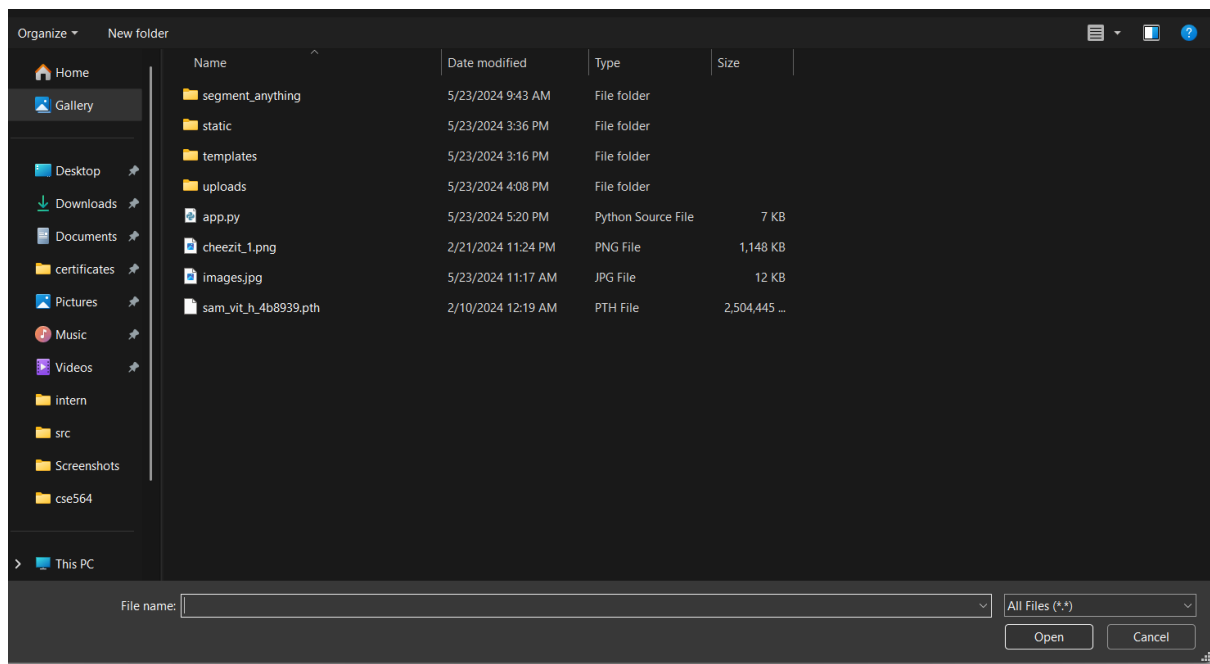 Organize New folder
Home
Gallery
Desktop
Downloads
Documents
certificates
Pictures
Music
Videos
intern
src
Screenshots
cse564
This PC
Name Date modified Type Size
segment_anything 5/23/2024 9:43 AM File folder
static 5/23/2024 3:36 PM File folder
templates 5/23/2024 3:16 PM File folder
uploads 5/23/2024 4:08 PM File folder
app.py 5/23/2024 5:20 PM Python Source File 7 KB
cheezit_1.png 2/21/2024 11:24 PM PNG File 1,148 KB
images.jpg 5/23/2024 11:17 AM JPG File 12 KB
sam_vit_h_4b8939.pth 2/10/2024 12:19 AM PTH File 2,504,445 ...
File name: All Files (*.*)
Open Cancel